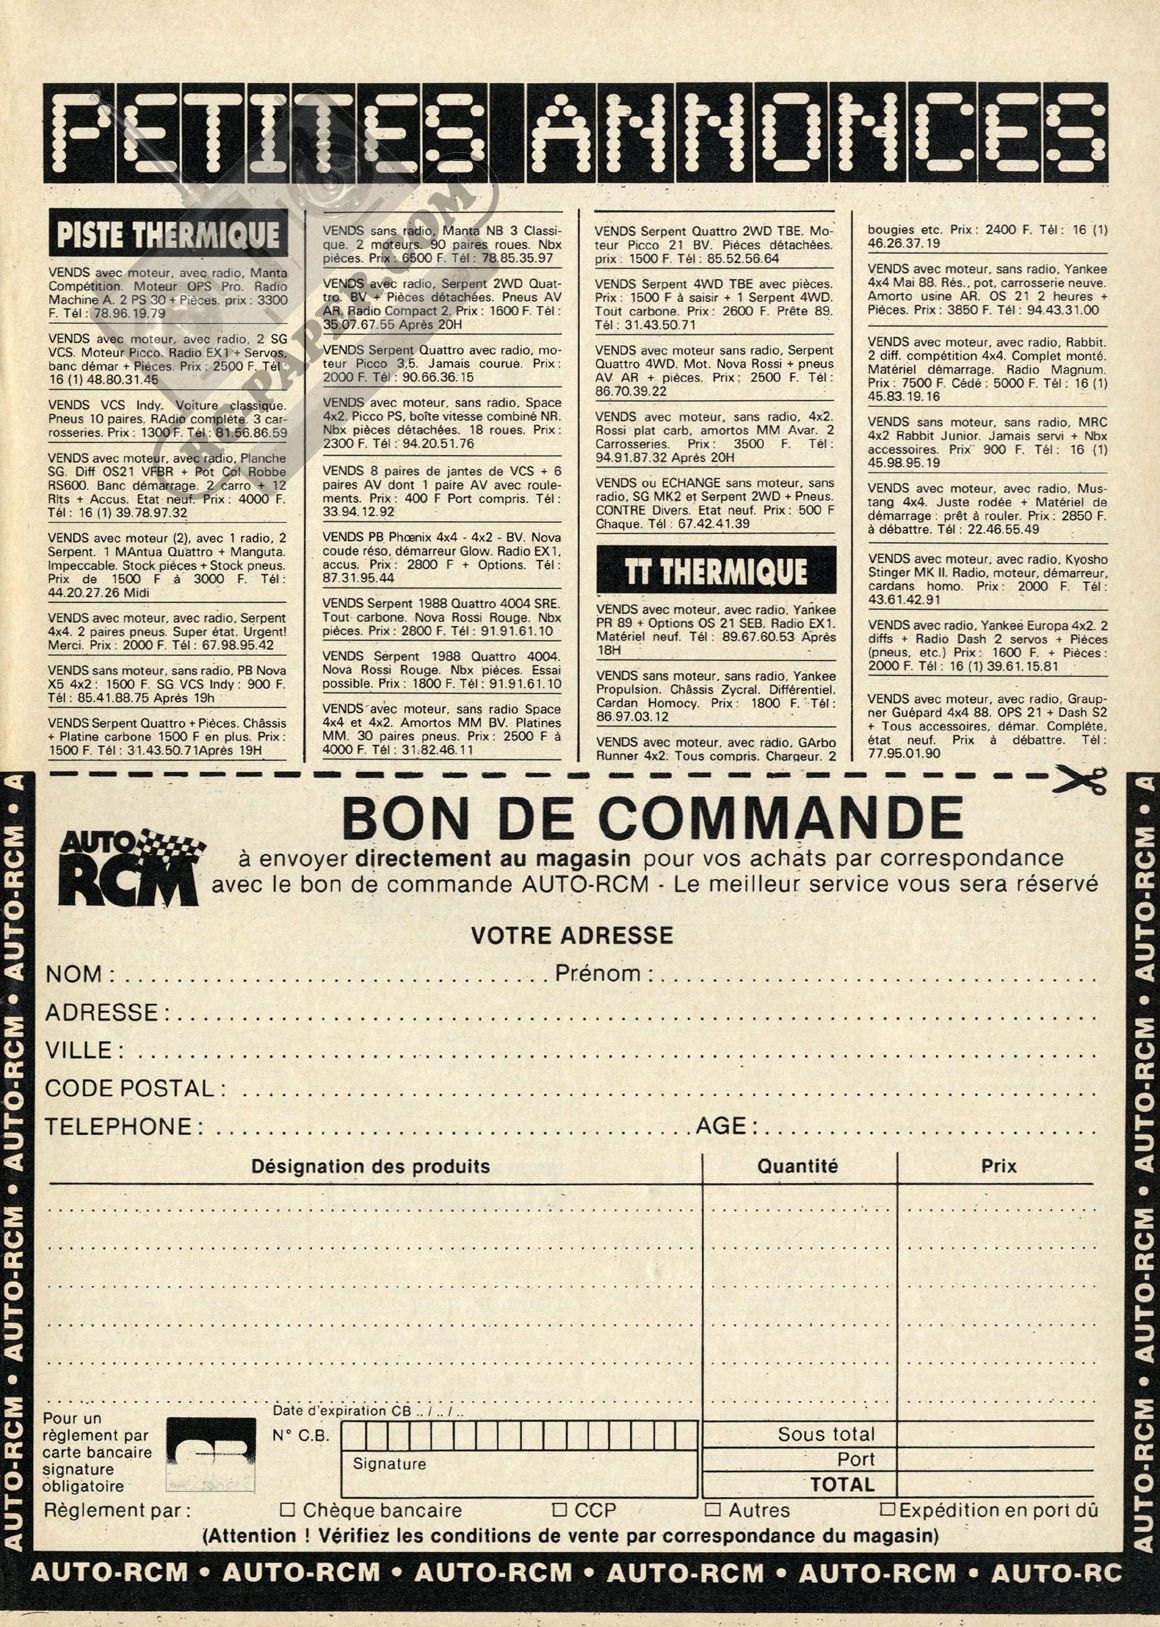 PETITES ANNONCES
PISTE THERMIQUE
VENDS avec moteur, avec radio, Manta
Compétition. Moteur OPS Pro. Radio
Machine A. 2 PS 30 + Pièces. prix : 3300
F. Tél : 78.96.19.79
VENDS avec moteur, avec radio, 2 SG
VCS. Moteur Picco. Radio EX1 + Servos,
banc démar + Pièces. Prix : 2500 F. Tél :
16 (1) 48.80.31.45
VENDS VCS Indy. Voiture classique.
Pneus 10 paires. RAdio complète. 3 car-
rosseries. Prix : 1300 F. Tél : 81.56.86.59
VENDS avec moteur, avec radio, Planche
SG. Diff OS21 VFBR + Pot Col Robbe
RS600. Banc démarrage. 2 carro + 12
Rlts + Accus. Etat neuf. Prix : 4000 F.
Tél : 16 (1) 39.78.97.32
VENDS avec moteur (2), avec 1 radio, 2
Serpent. 1 MAntua Quattro + Manguta.
Impeccable. Stock pièces + Stock pneus.
Prix de 1500 F à 3000 F. Tél :
44.20.27.26 Midi
VENDS avec moteur, avec radio, Serpent
4x4. 2 paires pneus. Super état. Urgent!
Merci. Prix : 2000 F. Tél : 67.98.95.42
VENDS sans moteur, sans radio, PB Nova
X5 4x2 : 1500 F. SG VCS Indy : 900 F.
Tél : 85.41.88.75 Après 19h
VENDS Serpent Quattro + Pièces. Châssis
+ Platine carbone 1500 F en plus. Prix :
1500 F. Tél : 31.43.50.71Après 19H
VENDS sans radio, Manta NB 3 Classi-
que. 2 moteurs. 90 paires roues. Nbx
pièces. Prix : 6500 F. Tél : 78.85.35.97
VENDS avec radio, Serpent 2WD Quat-
tro. BV + Pièces détachées. Pneus AV
AR. Radio Compact 2. Prix : 1600 F. Tél :
35.07.67.55 Après 20H
VENDS Serpent Quattro avec radio, mo-
teur Picco 3,5. Jamais couruè. Prix :
2000 F. Tél : 90.66.36.15
VENDS avec moteur, sans radio, Space
4x2. Picco PS, boîte vitesse combiné NR.
Nbx pièces détachées. 18 roues. Prix :
2300 F. Tél : 94.20.51.76
VENDS 8 paires de jantes de VCS + 6
paires AV dont 1 paire AV avec roule-
ments. Prix : 400 F Port compris. Tél :
33.94.12.92
VENDS PB Phœnix 4x4 - 4x2 - BV. Nova
coude réso, démarreur Glow. Radio EX1,
accus. Prix : 2800 F + Options. Tél :
87.31.95.44
VENDS Serpent 1988 Quattro 4004 SRE.
Tout carbone. Nova Rossi Rouge. Nbx
pièces. Prix : 2800 F. Tél : 91.91.61.10
VENDS Serpent 1988 Quattro 4004.
Nova Rossi Rouge. Nbx pièces. Essai
possible. Prix : 1800 F. Tél : 91.91.61.10
VENDS avec moteur, sans radio Space
4x4 et 4x2. Amortos MM BV. Platines
MM. 30 paires pneus. Prix : 2500 F à
4000 F. Tél : 31.82.46.11
VENDS Serpent Quattro 2WD TBE. Mo-
teur Picco 21 BV. Pièces détachées.
prix : 1500 F. Tél : 85.52.56.64
VENDS Serpent 4WD TBE avec pièces.
Prix : 1500 F à saisir + 1 Serpent 4WD.
Tout carbone. Prix : 2600 F. Prête 89.
Tél : 31.43.50.71
VENDS avec moteur sans radio, Serpent
Quattro 4WD. Mot. Nova Rossi + pneus
AV AR + pièces. Prix : 2500 F. Tél :
86.70.39.22
VENDS avec moteur, sans radio, 4x2.
Rossi plat carb, amortos MM Avar. 2
Carrosseries. Prix : 3500 F. Tél :
94.91.87.32 Après 20H
VENDS ou ECHANGE sans moteur, sans
radio, SG MK2 et Serpent 2WD + Pneus.
CONTRE Divers. Etat neuf. Prix : 500 F
Chaque. Tél : 67.42.41.39
TT THERMIQUE
VENDS avec moteur, avec radio, Yankee
PR 89 + Options OS 21 SEB. Radio EX1.
Matériel neuf. Tél : 89.67.60.53 Après
18H
VENDS sans moteur, sans radio, Yankee
Propulsion. Châssis Zycral. Différentiel.
Cardan Homocy. Prix : 1800 F. Tél :
86.97.03.12
VENDS avec moteur, avec radio, GArbo
Runner 4x2. Tous compris. Chargeur. 2
bougies etc. Prix : 2400 F. Tél : 16 (1)
46.26.37.19
VENDS avec moteur, sans radio, Yankee
4x4 Mai 88. Rés., pot, carrosserie neuve.
Amorto usine AR. OS 21 2 heures +
Pièces. Prix : 3850 F. Tél : 94.43.31.00
VENDS avec moteur, avec radio, Rabbit.
2 diff. compétition 4x4. Complet monté.
Matériel démarrage. Radio Magnum.
Prix : 7500 F. Cédé : 5000 F. Tél : 16 (1)
45.83.19.16
VENDS sans moteur, sans radio, MRC
4x2 Rabbit Junior. Jamais servi + Nbx
accessoires. Prix 900 F. Tél : 16 (1)
45.98.95.19
VENDS avec moteur, avec radio, Mus-
tang 4x4. Juste rodée + Matériel de
démarrage : prêt à rouler. Prix : 2850 F.
à débattre. Tél : 22.46.55.49
VENDS avec moteur, avec radio, Kyosho
Stinger MK II. Radio, moteur, démarreur,
cardans homo. Prix : 2000 F. Tél :
43.61.42.91
VENDS avec radio, Yankee Europa 4x2. 2
diffs + Radio Dash 2 servos + Pièces
(pneus, etc.) Prix : 1600 F. + Pièces :
2000 F. Tél : 16 (1) 39.61.15.81
VENDS avec moteur, avec radio, Graup-
ner Guépard 4x4 88. OPS 21 + Dash S2
+ Tous accessoires, démar. Complète,
état neuf. Prix à débattre. Tél :
77.95.01.90
RC-PAPER.COM
AUTO RCM
BON DE COMMANDE
à envoyer directement au magasin pour vos achats par correspondance
avec le bon de commande AUTO-RCM - Le meilleur service vous sera réservé
VOTRE ADRESSE
NOM : Prénom :
ADRESSE :
VILLE :
CODE POSTAL :
TELEPHONE : AGE :
Désignation des produits Quantité Prix
Pour un
règlement par
carte bancaire
signature
obligatoire
CB
Date d'expiration CB .. / .. / ..
N° C.B.
Signature
Sous total
Port
TOTAL
Règlement par : □ Chèque bancaire □ CCP □ Autres □ Expédition en port dû
(Attention ! Vérifiez les conditions de vente par correspondance du magasin)
AUTO-RCM • AUTO-RCM • AUTO-RCM • AUTO-RCM • A
AUTO-RCM • AUTO-RCM • AUTO-RCM • AUTO-RCM • A
AUTO-RCM • AUTO-RCM • AUTO-RCM • AUTO-RCM • AUTO-RCM • AUTO-RC